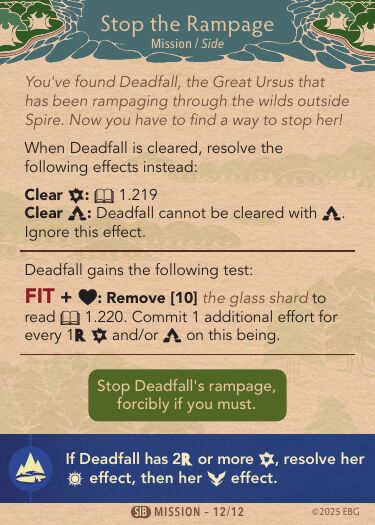 Stop the Rampage
Mission / Side
You've found Deadfall, the Great Ursus that
has been rampaging through the wilds outside
Spire. Now you have to find a way to stop her!
When Deadfall is cleared, resolve the
following effects instead:
Clear : 1.219
Clear : Deadfall cannot be cleared with .
Ignore this effect.
Deadfall gains the following test:
FIT + : Remove [10] the glass shard to
read 1.220. Commit 1 additional effort for
every 1R and/or on this being.
Stop Deadfall's rampage,
forcibly if you must.
If Deadfall has 2R or more , resolve her
effect, then her effect.
SIB MISSION - 12/12
©2025 EBG